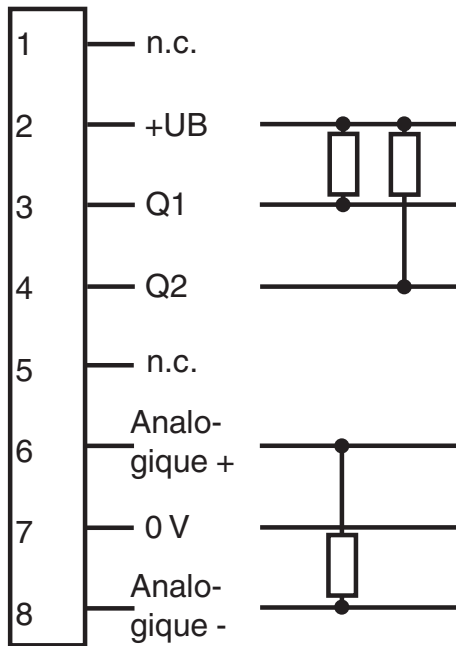 1 n.c.
2 +UB
3 Q1
4 Q2
5 n.c.
6 Analo-
gique +
7 0 V
8 Analo-
gique -